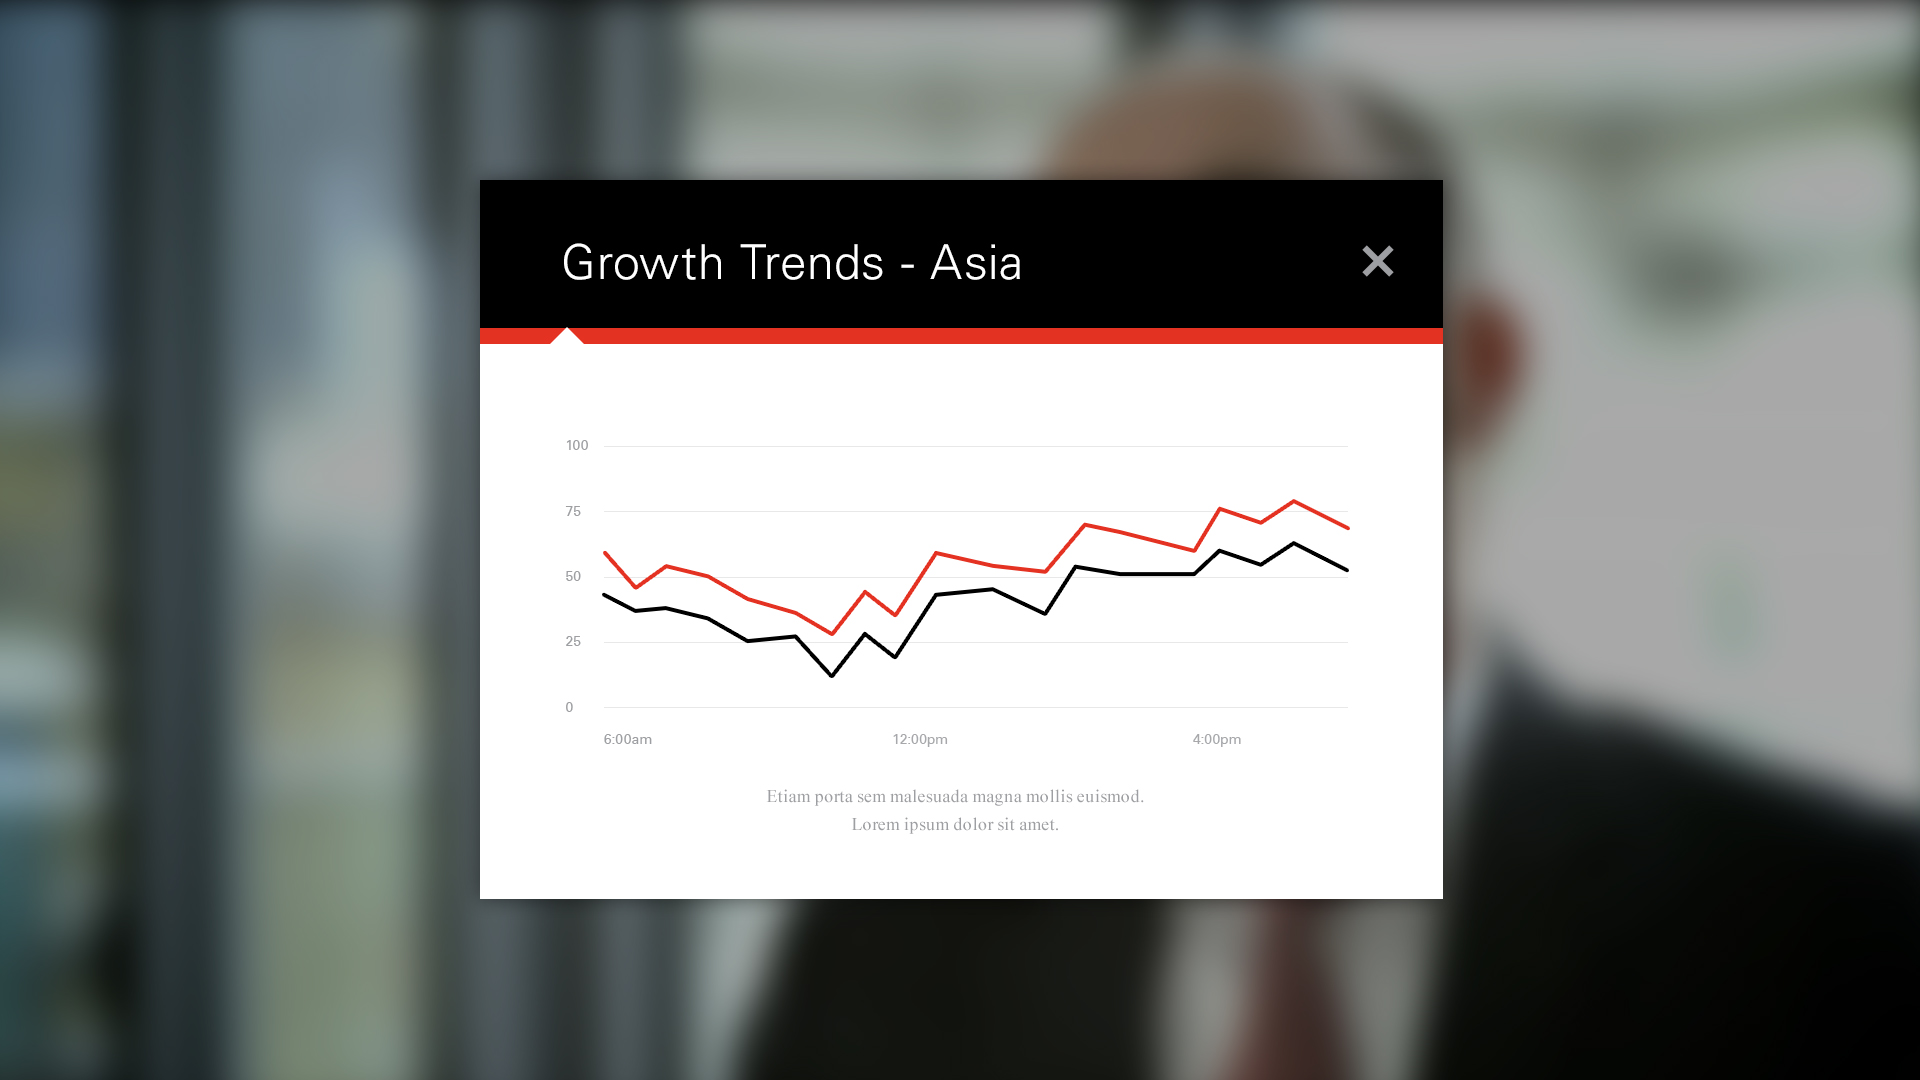 Growth Trends - Asia
100
75
50
25
0
6:00am 12:00pm 4:00pm
Etiam porta sem malesuada magna mollis euismod.
Lorem ipsum dolor sit amet.